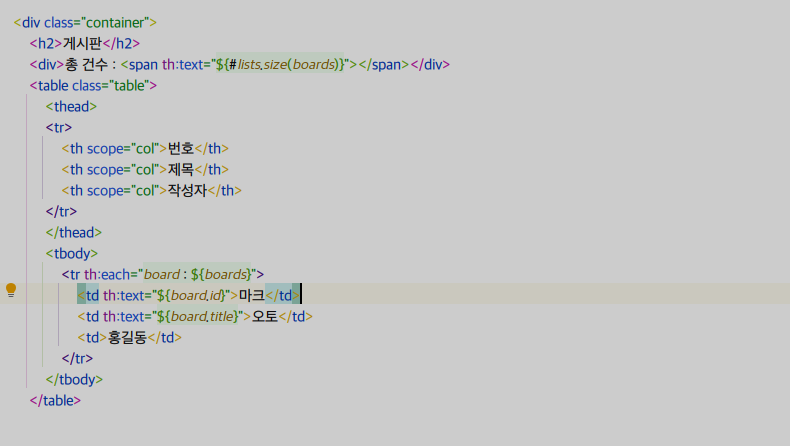 <div class="container">
<h2>게시판</h2>
<div>총 건수 : <span th:text="${#lists.size(boards)}"></span></div>
<table class="table">
<thead>
<tr>
<th scope="col">번호</th>
<th scope="col">제목</th>
<th scope="col">작성자</th>
</tr>
</thead>
<tbody>
<tr th:each="board : ${boards}">
<td th:text="${board.id}">마크</td>
<td th:text="${board.title}">오토</td>
<td>홍길동</td>
</tr>
</tbody>
</table>